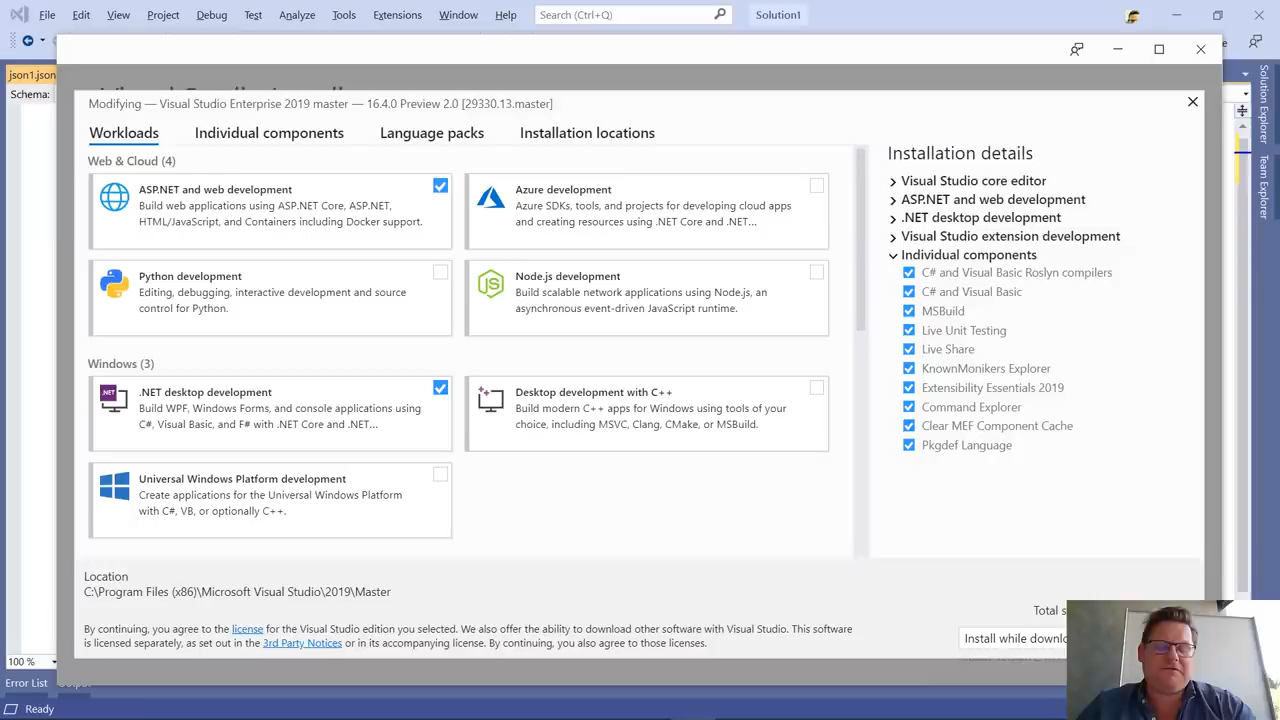 File Edit View Project Debug Test Analyze Tools Extensions Window Help Search (Ctrl+Q) Solution1
json1.json
Schema:
Modifying — Visual Studio Enterprise 2019 master — 16.4.0 Preview 2.0 [29330.13.master]
Workloads Individual components Language packs Installation locations
Web & Cloud (4)
ASP.NET and web development
Build web applications using ASP.NET Core, ASP.NET,
HTML/JavaScript, and Containers including Docker support.
Azure development
Azure SDKs, tools, and projects for developing cloud apps
and creating resources using .NET Core and .NET...
Python development
Editing, debugging, interactive development and source
control for Python.
Node.js development
Build scalable network applications using Node.js, an
asynchronous event-driven JavaScript runtime.
Windows (3)
.NET desktop development
Build WPF, Windows Forms, and console applications using
C#, Visual Basic, and F# with .NET Core and .NET...
Desktop development with C++
Build modern C++ apps for Windows using tools of your
choice, including MSVC, Clang, CMake, or MSBuild.
Universal Windows Platform development
Create applications for the Universal Windows Platform
with C#, VB, or optionally C++.
Installation details
Visual Studio core editor
ASP.NET and web development
.NET desktop development
Visual Studio extension development
Individual components
C# and Visual Basic Roslyn compilers
C# and Visual Basic
MSBuild
Live Unit Testing
Live Share
KnownMonikers Explorer
Extensibility Essentials 2019
Command Explorer
Clear MEF Component Cache
Pkgdef Language
Solution Explorer
Team Explorer
Location
C:\Program Files (x86)\Microsoft Visual Studio\2019\Master
By continuing, you agree to the license for the Visual Studio edition you selected. We also offer the ability to download other software with Visual Studio. This software
is licensed separately, as set out in the 3rd Party Notices or in its accompanying license. By continuing, you also agree to those licenses.
Total
Install while
100 %
Error List
Ready